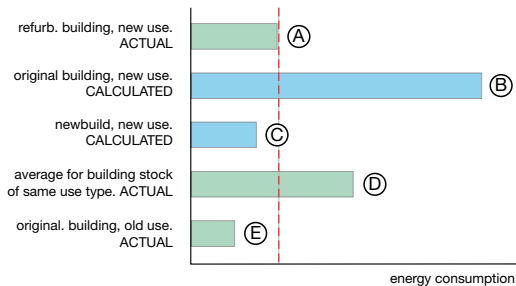 refurb. building, new use.
ACTUAL
A
original building, new use.
CALCULATED
B
newbuild, new use.
CALCULATED
C
average for building stock
of same use type. ACTUAL
D
original. building, old use.
ACTUAL
E
energy consumption